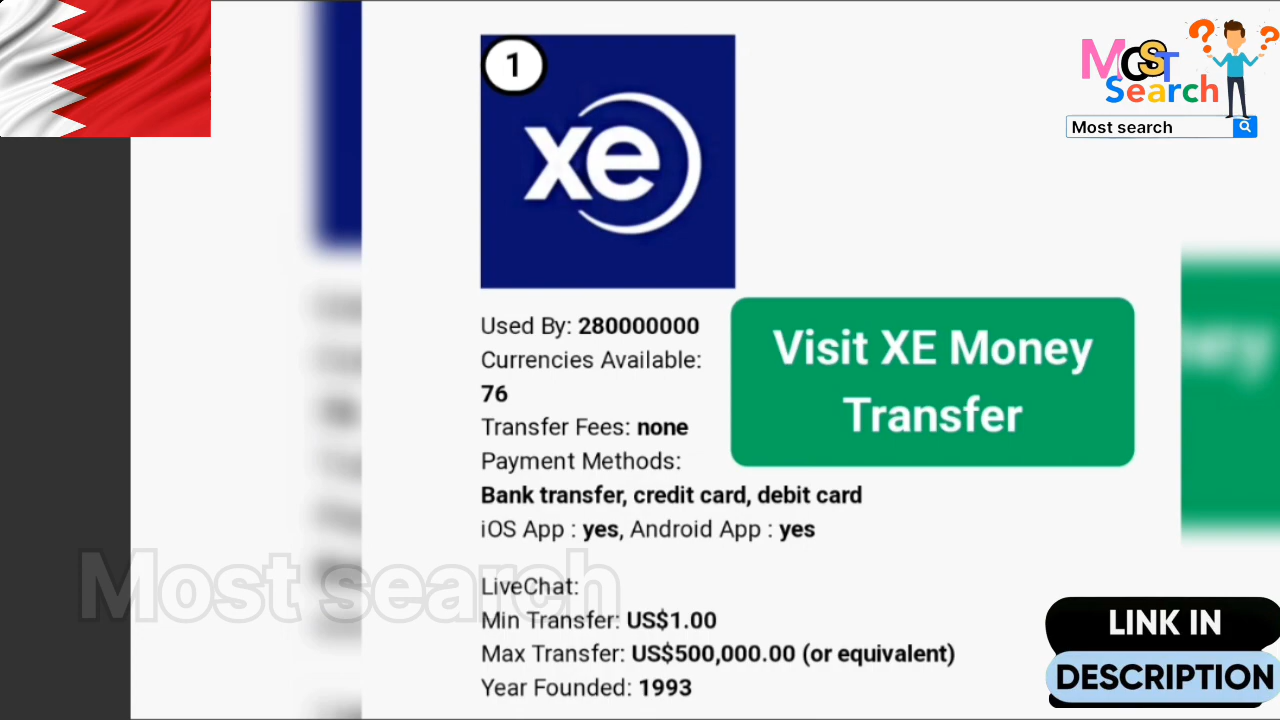 1
xe
MOST
Search
Most search
Used By: 280000000
Currencies Available:
76
Transfer Fees: none
Payment Methods:
Bank transfer, credit card, debit card
iOS App : yes, Android App : yes
Visit XE Money
Transfer
LiveChat:
Min Transfer: US$1.00
Max Transfer: US$500,000.00 (or equivalent)
Year Founded: 1993
Most search
LINK IN
DESCRIPTION